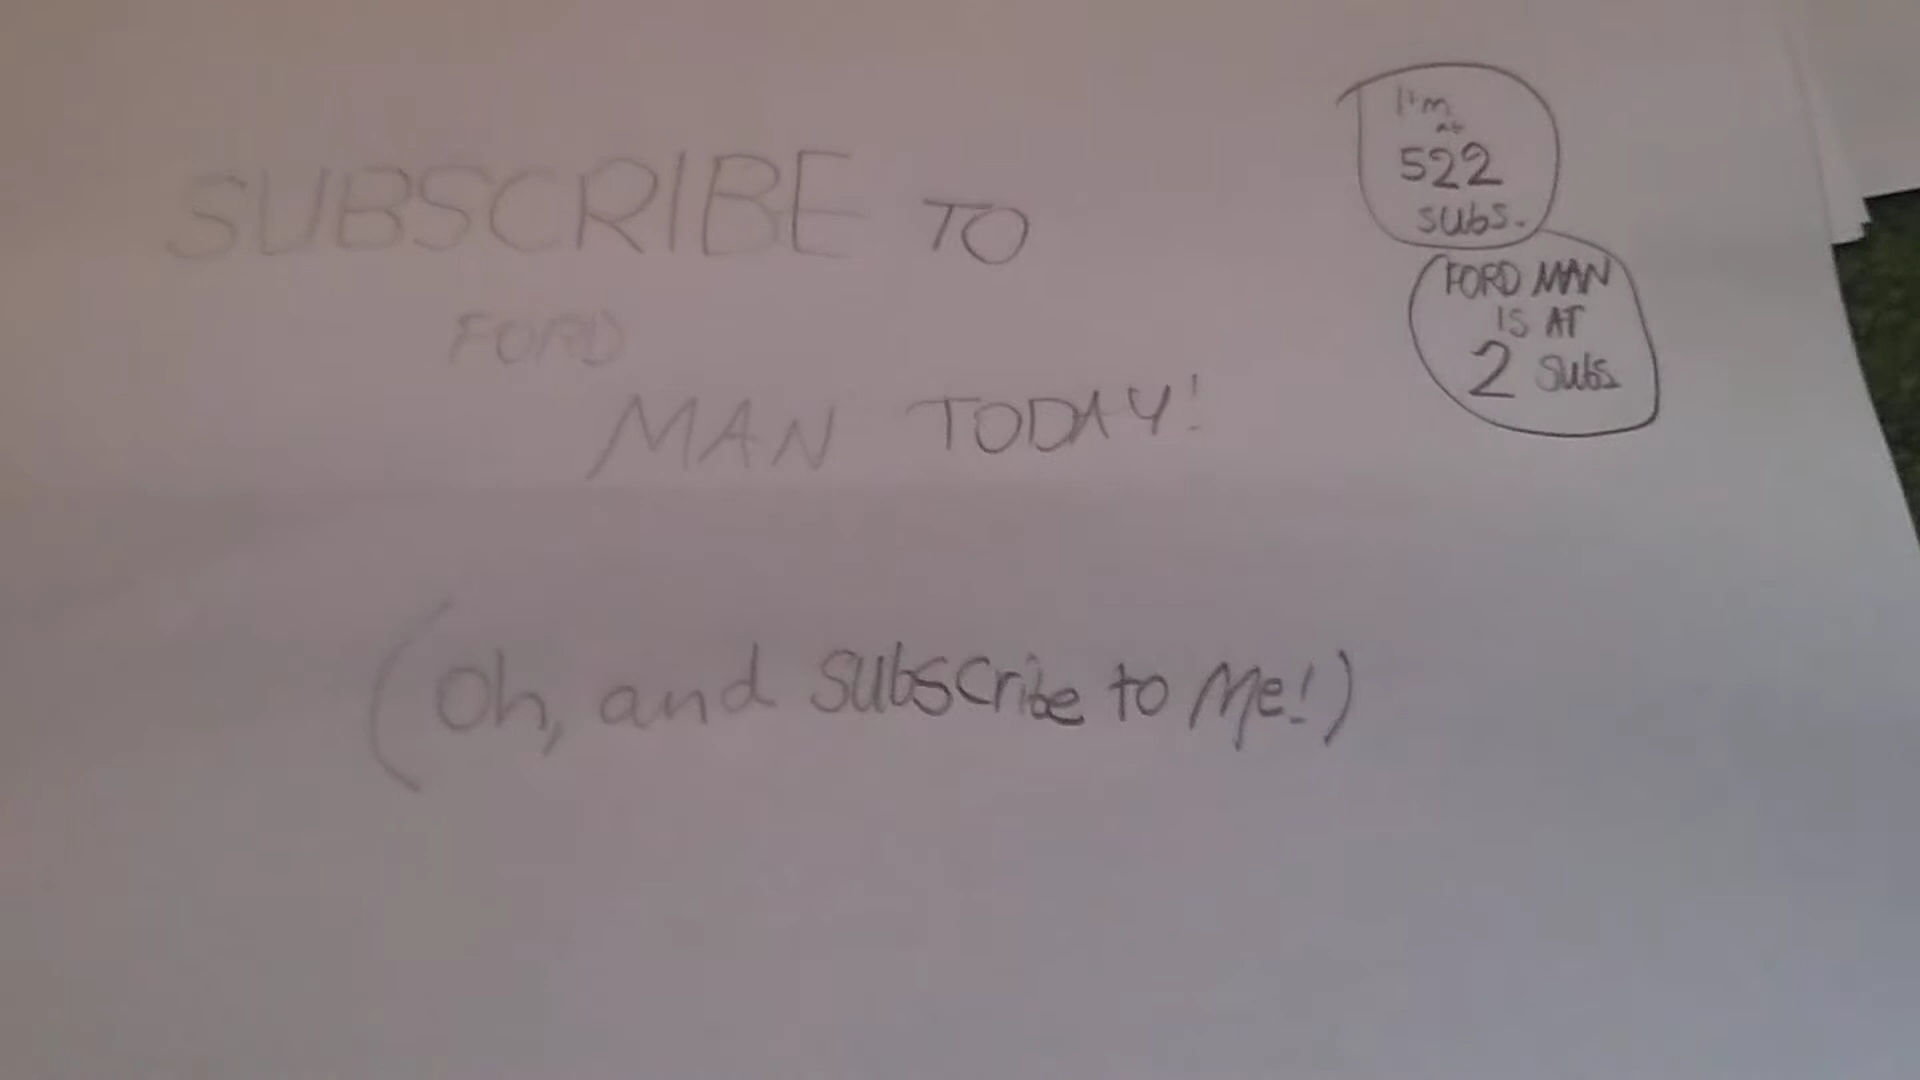 SUBSCRIBE TO
FORD
MAN TODAY!
(Oh, and subscribe to Me!)
I'm
at
522
subs.
FORD MAN
IS AT
2 subs